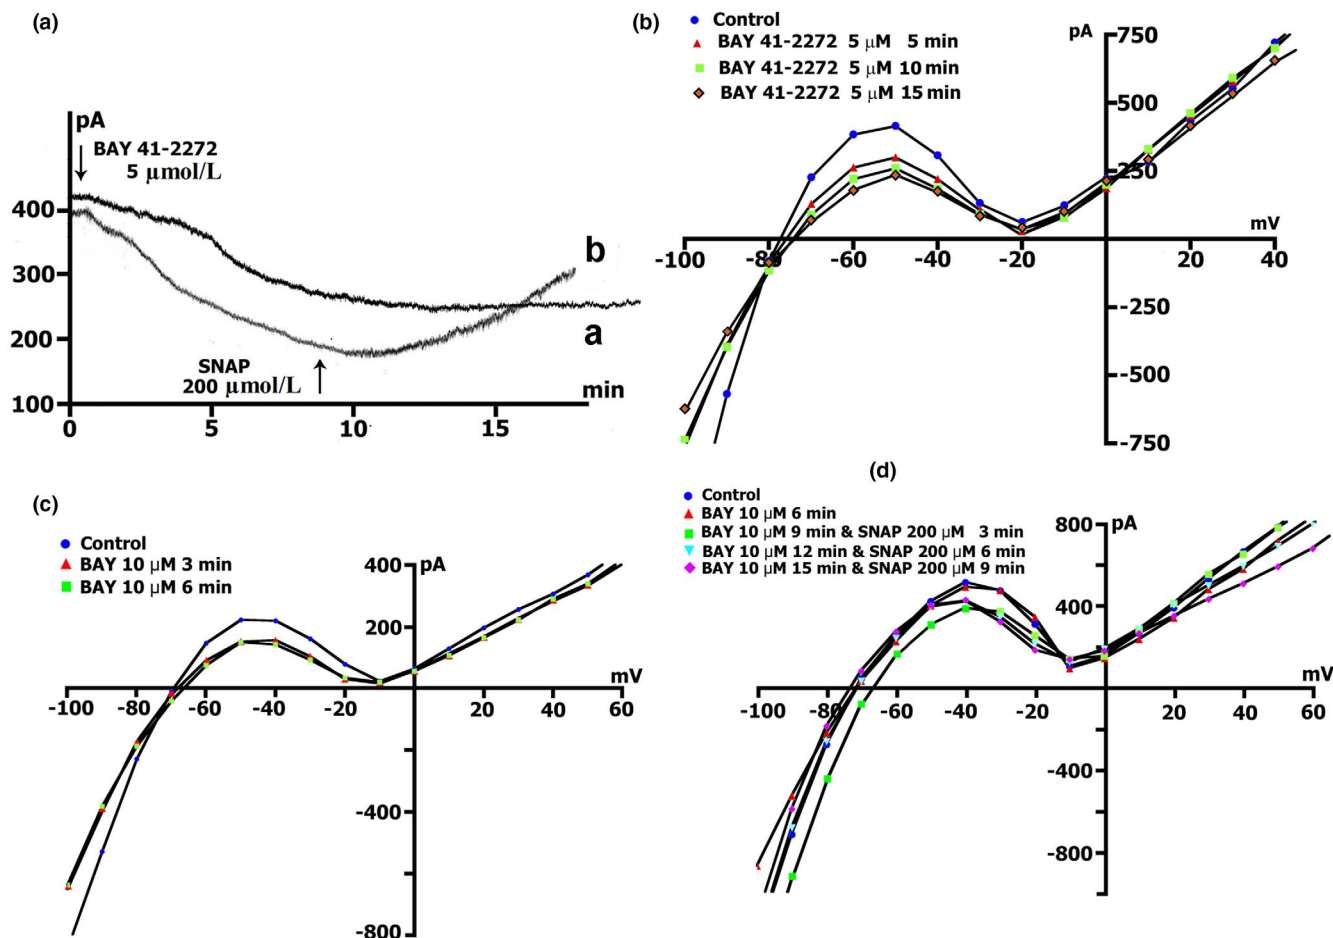 (a)
pA
BAY 41-2272
5 μmol/L
400
300
200
100
b
a
SNAP
200 μmol/L
min
0 5 10 15
(b)
Control
BAY 41-2272 5 μM 5 min
BAY 41-2272 5 μM 10 min
BAY 41-2272 5 μM 15 min
pA
750
500
250
mV
-100 -80 -60 -40 -20 0 20 40
-250
-500
-750
(c)
Control
BAY 10 μM 3 min
BAY 10 μM 6 min
pA
400
200
mV
-100 -80 -60 -40 -20 0 20 40 60
-400
-800
(d)
Control
BAY 10 μM 6 min
BAY 10 μM 9 min & SNAP 200 μM 3 min
BAY 10 μM 12 min & SNAP 200 μM 6 min
BAY 10 μM 15 min & SNAP 200 μM 9 min
800
pA
400
mV
-100 -80 -60 -40 -20 0 20 40 60
-400
-800